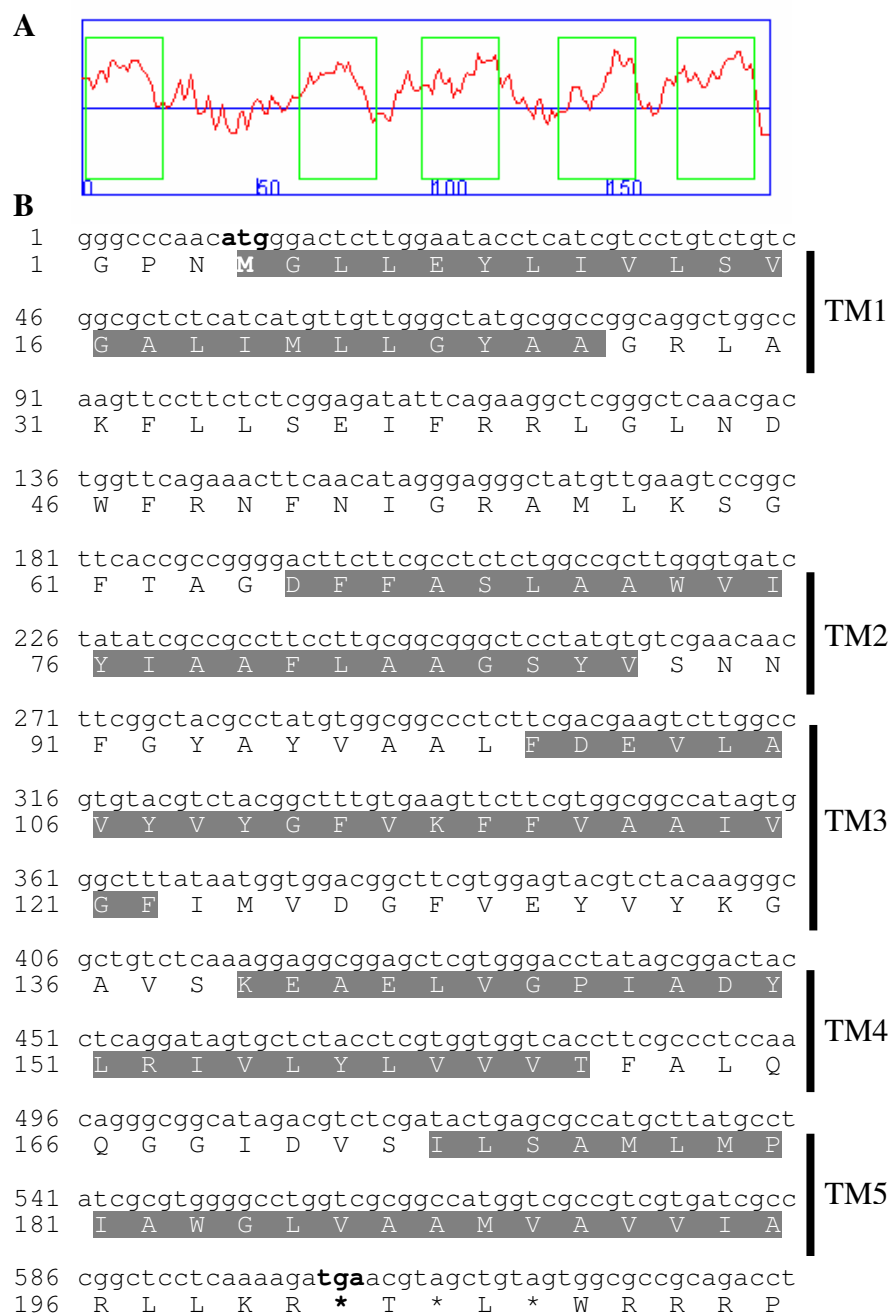 A
0 50 100 150
B
1 gggcccaacatgggactcttggaatacctcatcgtcctgtctgtc
1 G P N M G L L E Y L I V L S V
TM1
46 ggcgctctcatcatgttgttgggctatgcggccggcaggctggcc
16 G A L I M L L G Y A A G R L A
91 aagttccttctctcggagatattcagaaggctcgggctcaacgac
31 K F L L S E I F R R L G L N D
136 tggttcagaaacttcaacatagggagggctatgttgaagtccggc
46 W F R N F N I G R A M L K S G
181 ttcaccgccggggacttcttcgcctctctggccgcttgggtgatc
61 F T A G D F F A S L A A W V I
TM2
226 tatatcgccgccttccttgcggcgggctcctatgtgtcgaacaac
76 Y I A A F L A A G S Y V S N N
271 ttcggctacgcctatgtggcggccctcttcgacgaagtcttggcc
91 F G Y A Y V A A L F D E V L A
TM3
316 gtgtacgtctacggctttgtgaagttcttcgtggcggccatagtg
106 V Y V Y G F V K F F V A A I V
361 ggctttataatggtggacggcttcgtggagtacgtctacaagggc
121 G F I M V D G F V E Y V Y K G
406 gctgtctcaaaggaggcggagctcgtgggacctatagcggactac
136 A V S K E A E L V G P I A D Y
TM4
451 ctcaggatagtgctctacctcgtggtggtcaccttcgccctccaa
151 L R I V L Y L V V V T F A L Q
496 cagggcggcatagacgtctcgatactgagcgccatgcttatgcct
166 Q G G I D V S I L S A M L M P
TM5
541 atcgcgtggggcctggtcgcggccatggtcgccgtcgtgatcgcc
181 I A W G L V A A M V A V V I A
586 cggctcctcaaaagatgaacgtagctgtagtggcgccgcagacct
196 R L L K R * T * L * W R R R P